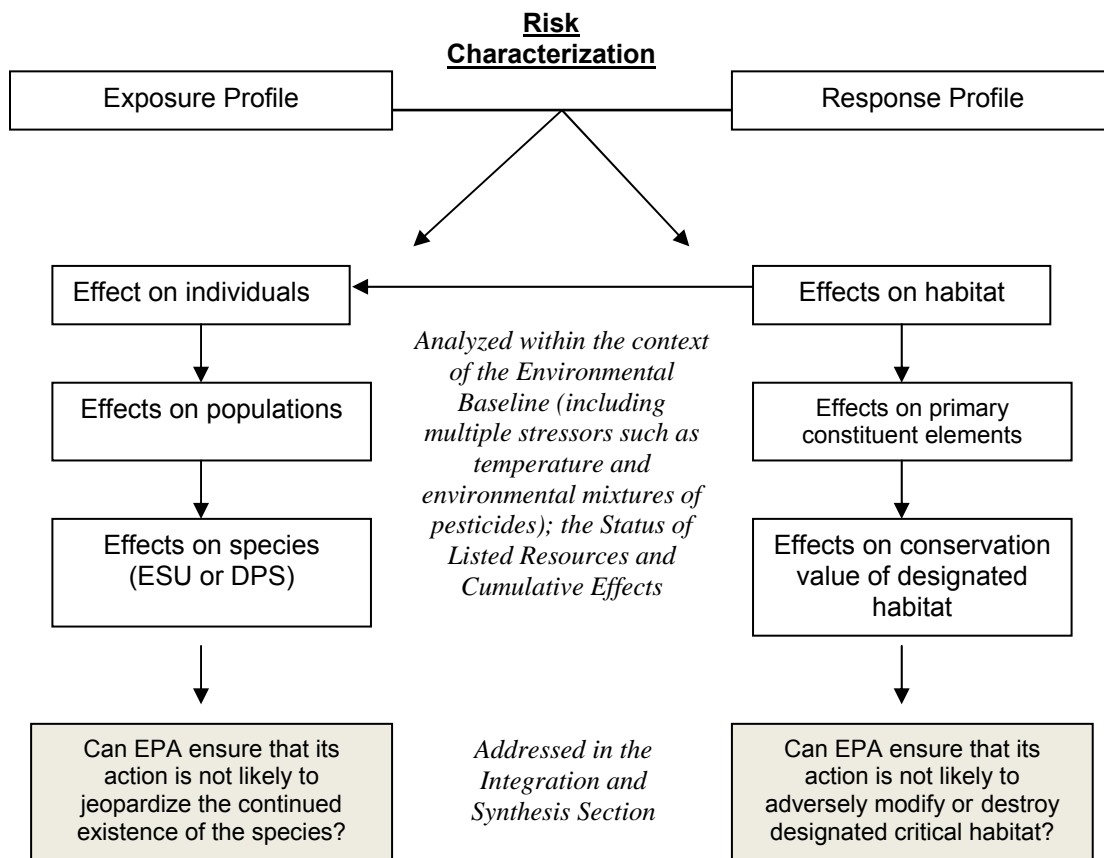 Risk
Characterization
Exposure Profile
Response Profile
Effect on individuals
Effects on habitat
Analyzed within the context
of the Environmental
Baseline (including
multiple stressors such as
temperature and
environmental mixtures of
pesticides); the Status of
Listed Resources and
Cumulative Effects
Effects on populations
Effects on primary
constituent elements
Effects on species
(ESU or DPS)
Effects on conservation
value of designated
habitat
Can EPA ensure that its
action is not likely to
jeopardize the continued
existence of the species?
Addressed in the
Integration and
Synthesis Section
Can EPA ensure that its
action is not likely to
adversely modify or destroy
designated critical habitat?